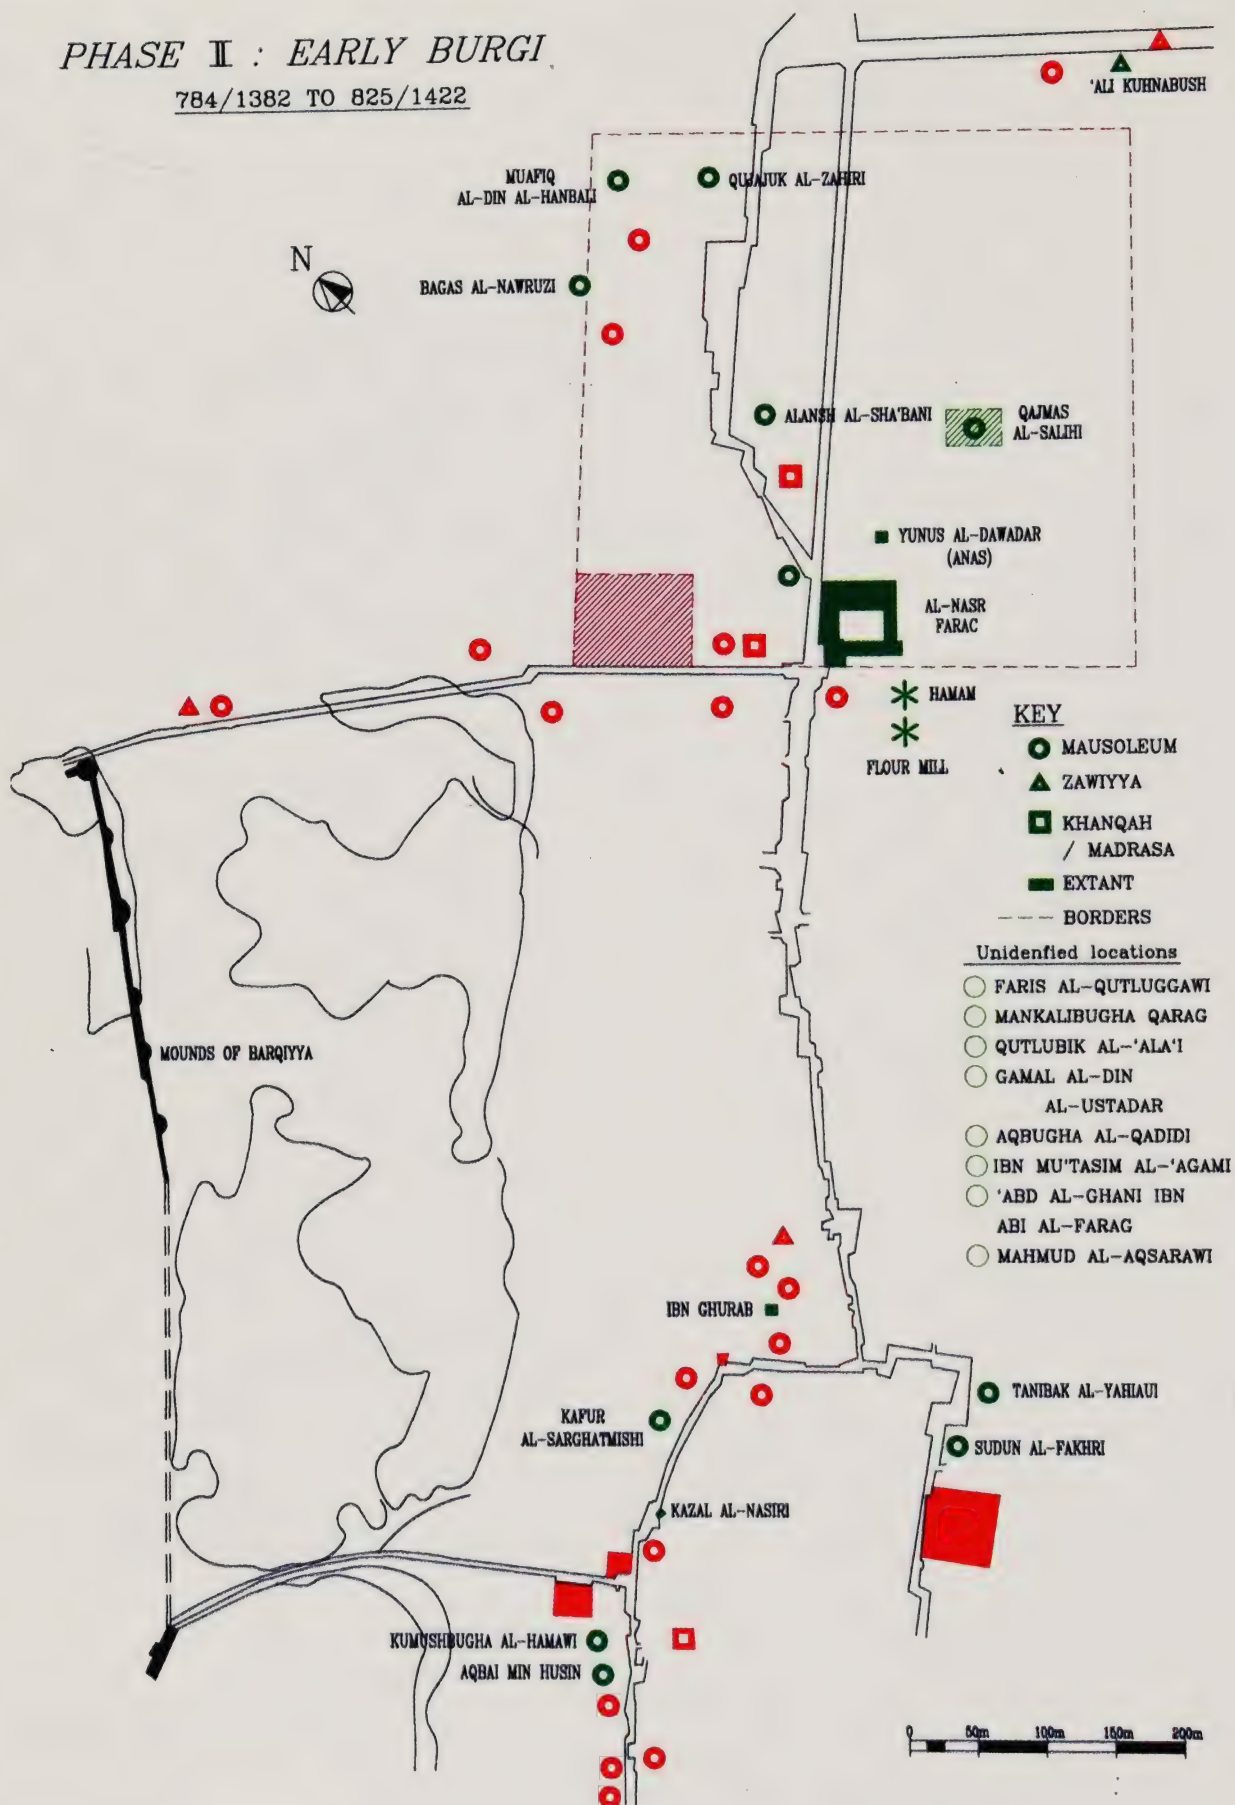 PHASE II : EARLY BURGI
784/1382 TO 825/1422
'ALI KUHNABUSH
MUAFIQ
AL-DIN AL-HANBALI
QUJAJUK AL-ZAHIRI
N
BAGAS AL-NAWRUZI
ALANSH AL-SHA'BANI
QAJMAS
AL-SALIHI
YUNUS AL-DAWADAR
(ANAS)
AL-NASR
FARAC
HAMAM
FLOUR MILL
KEY
MAUSOLEUM
ZAWIYYA
KHANQAH
/ MADRASA
EXTANT
BORDERS
Unidenfied locations
FARIS AL-QUTLUGGAWI
MANKALIBUGHA QARAG
QUTLUBIK AL-'ALA'I
GAMAL AL-DIN
AL-USTADAR
AQBUGHA AL-QADIDI
IBN MU'TASIM AL-'AGAMI
'ABD AL-GHANI IBN
ABI AL-FARAG
MAHMUD AL-AQSARAWI
MOUNDS OF BARQIYYA
IBN GHURAB
TANIBAK AL-YAHIAUI
KAFUR
AL-SARGHATMISHI
SUDUN AL-FAKHRI
KAZAL AL-NASIRI
KUMUSHBUGHA AL-HAMAWI
AQBAI MIN HUSIN
0 50m 100m 150m 200m